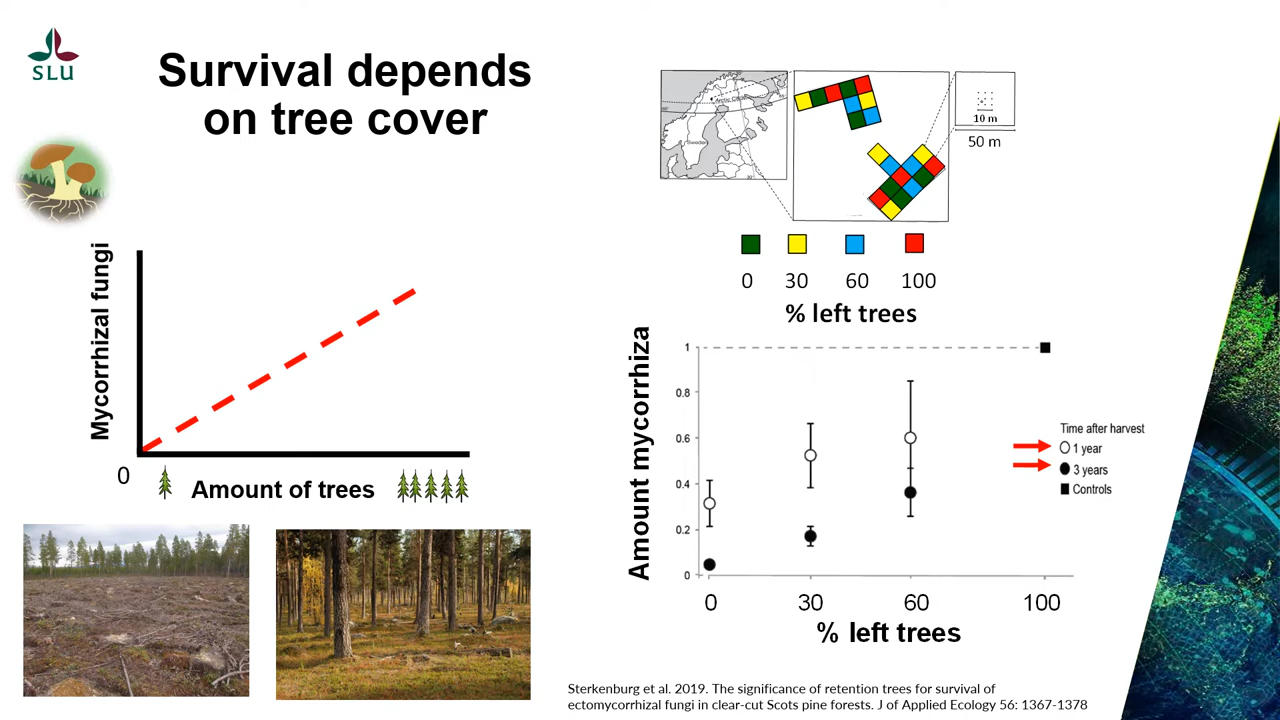 SLU
Survival depends
on tree cover
Mycorrhizal fungi
0
Amount of trees
Arctic Circle
Sweden
10 m
50 m
0 30 60 100
% left trees
Amount mycorrhiza
1
0.8
0.6
0.4
0.2
0
0 30 60 100
% left trees
Time after harvest
1 year
3 years
Controls
Sterkenburg et al. 2019. The significance of retention trees for survival of
ectomycorrhizal fungi in clear-cut Scots pine forests. J of Applied Ecology 56: 1367-1378